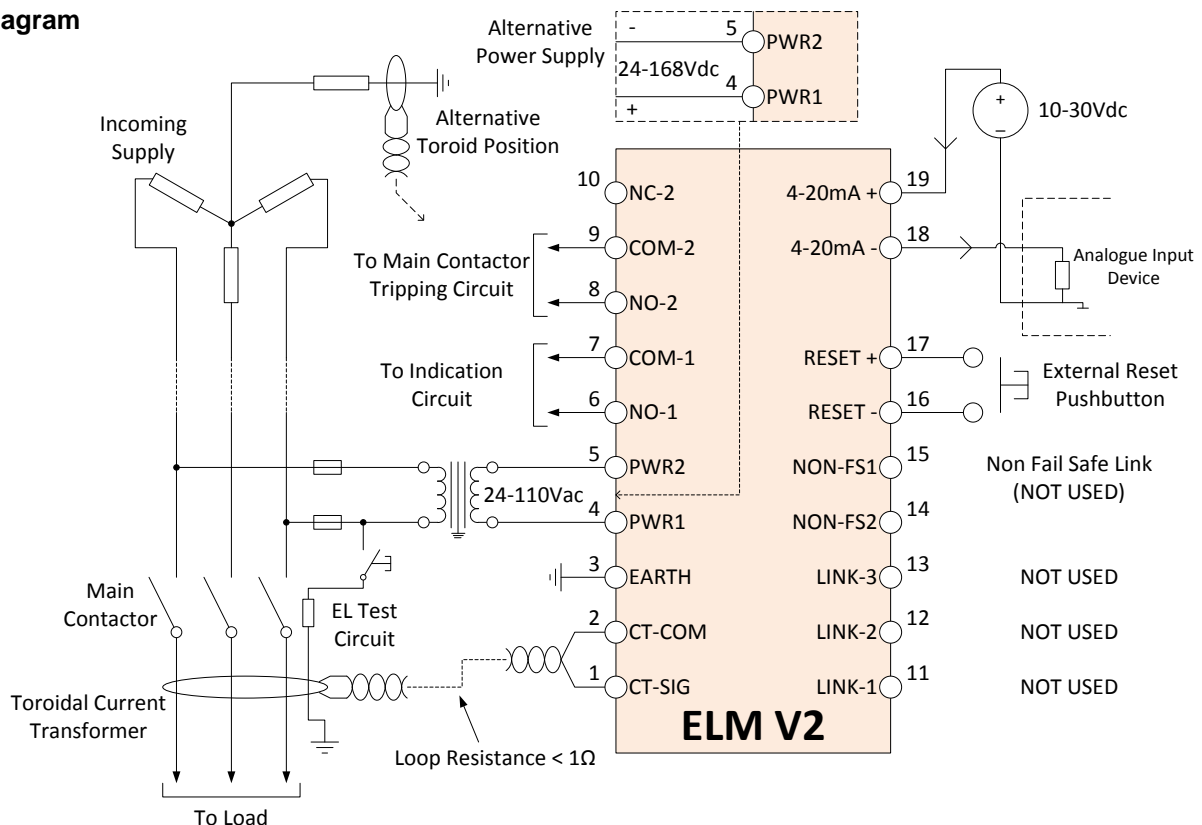 agram
Alternative
Power Supply
-
5
PWR2
24-168Vdc
4
PWR1
+
+
10-30Vdc
−
Incoming
Supply
Alternative
Toroid Position
10
NC-2
9
COM-2
To Main Contactor
Tripping Circuit
8
NO-2
7
COM-1
To Indication
Circuit
6
NO-1
5
PWR2
24-110Vac
4
PWR1
3
EARTH
2
CT-COM
1
CT-SIG
4-20mA +
19
4-20mA -
18
Analogue Input
Device
RESET +
17
External Reset
Pushbutton
RESET -
16
NON-FS1
15
Non Fail Safe Link
(NOT USED)
NON-FS2
14
LINK-3
13
NOT USED
LINK-2
12
NOT USED
LINK-1
11
NOT USED
ELM V2
Main
Contactor
EL Test
Circuit
Toroidal Current
Transformer
Loop Resistance < 1Ω
To Load